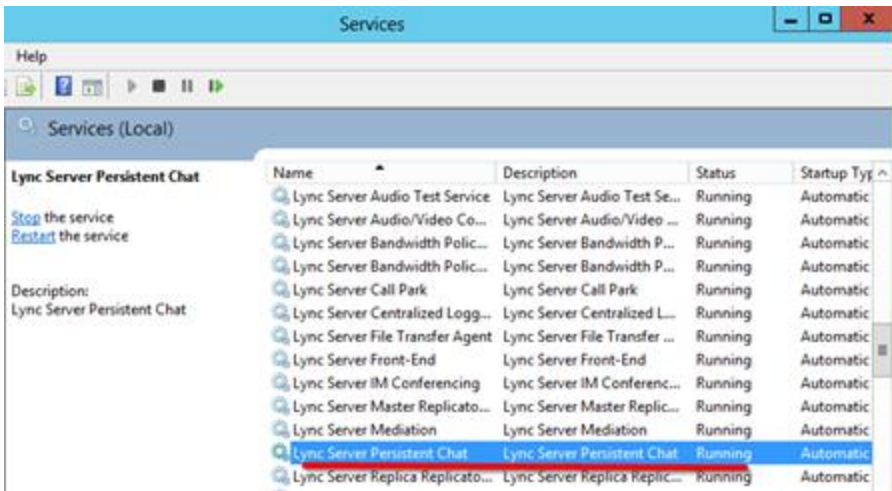 Services
Help
Services (Local)
Lync Server Persistent Chat
Stop the service
Restart the service
Description:
Lync Server Persistent Chat
Name Description Status Startup Typ
Lync Server Audio Test Service Lync Server Audio Test Se... Running Automatic
Lync Server Audio/Video Co... Lync Server Audio/Video ... Running Automatic
Lync Server Bandwidth Polic... Lync Server Bandwidth P... Running Automatic
Lync Server Bandwidth Polic... Lync Server Bandwidth P... Running Automatic
Lync Server Call Park Lync Server Call Park Running Automatic
Lync Server Centralized Logg... Lync Server Centralized L... Running Automatic
Lync Server File Transfer Agent Lync Server File Transfer ... Running Automatic
Lync Server Front-End Lync Server Front-End Running Automatic
Lync Server IM Conferencing Lync Server IM Conferenc... Running Automatic
Lync Server Master Replicato... Lync Server Master Replic... Running Automatic
Lync Server Mediation Lync Server Mediation Running Automatic
Lync Server Persistent Chat Lync Server Persistent Chat Running Automatic
Lync Server Replica Replicato... Lync Server Replica Replic... Running Automatic